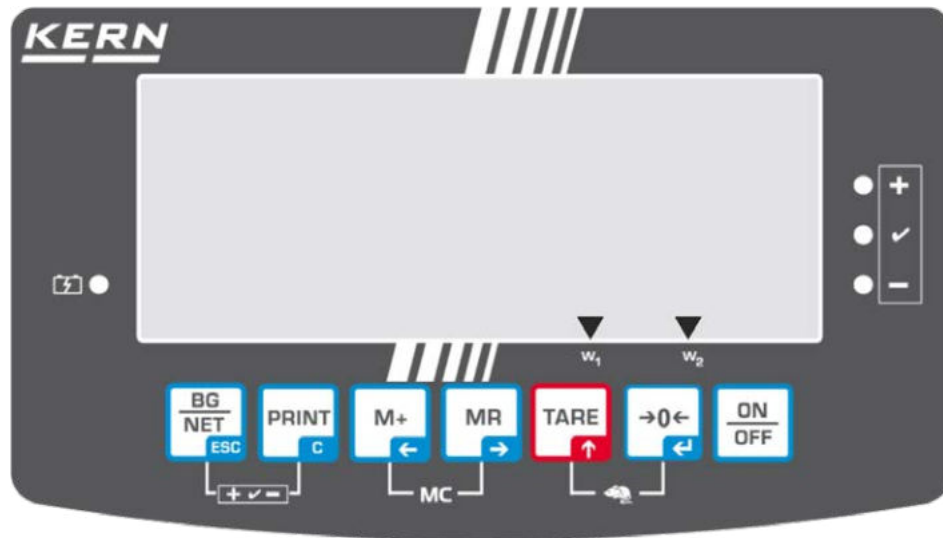 KERN
+
✓
−
W₁ W₂
BG
NET
ESC
PRINT
C
M+
←
MR
→
TARE
↑
→0←
↵
ON
OFF
+ ✓ −
MC